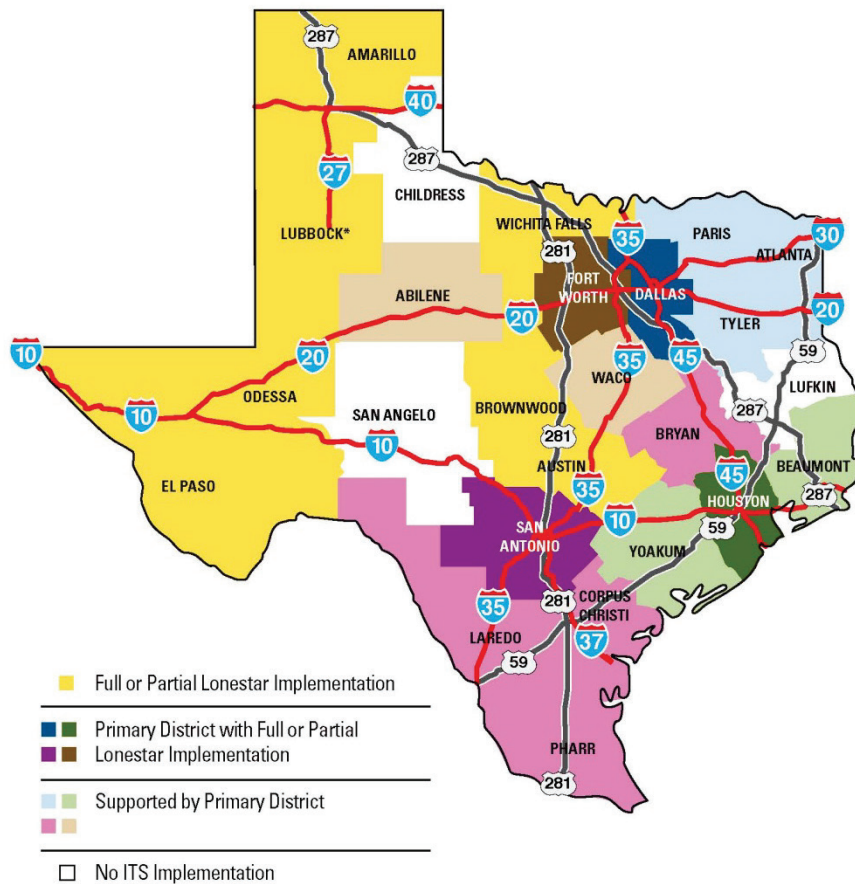 287
AMARILLO
40
287
27
CHILDRESS
LUBBOCK*
WICHITA FALLS
35
PARIS
30
281
ATLANTA
FORT
WORTH
DALLAS
ABILENE
20
20
TYLER
10
20
35
45
59
WACO
LUFKIN
ODESSA
10
SAN ANGELO
BROWNWOOD
287
10
281
BRYAN
AUSTIN
45
BEAUMONT
EL PASO
35
HOUSTON
287
SAN
ANTONIO
10
59
YOAKUM
35
281
CORPUS
CHRISTI
LAREDO
37
59
PHARR
281
Full or Partial Lonestar Implementation
Primary District with Full or Partial
Lonestar Implementation
Supported by Primary District
No ITS Implementation